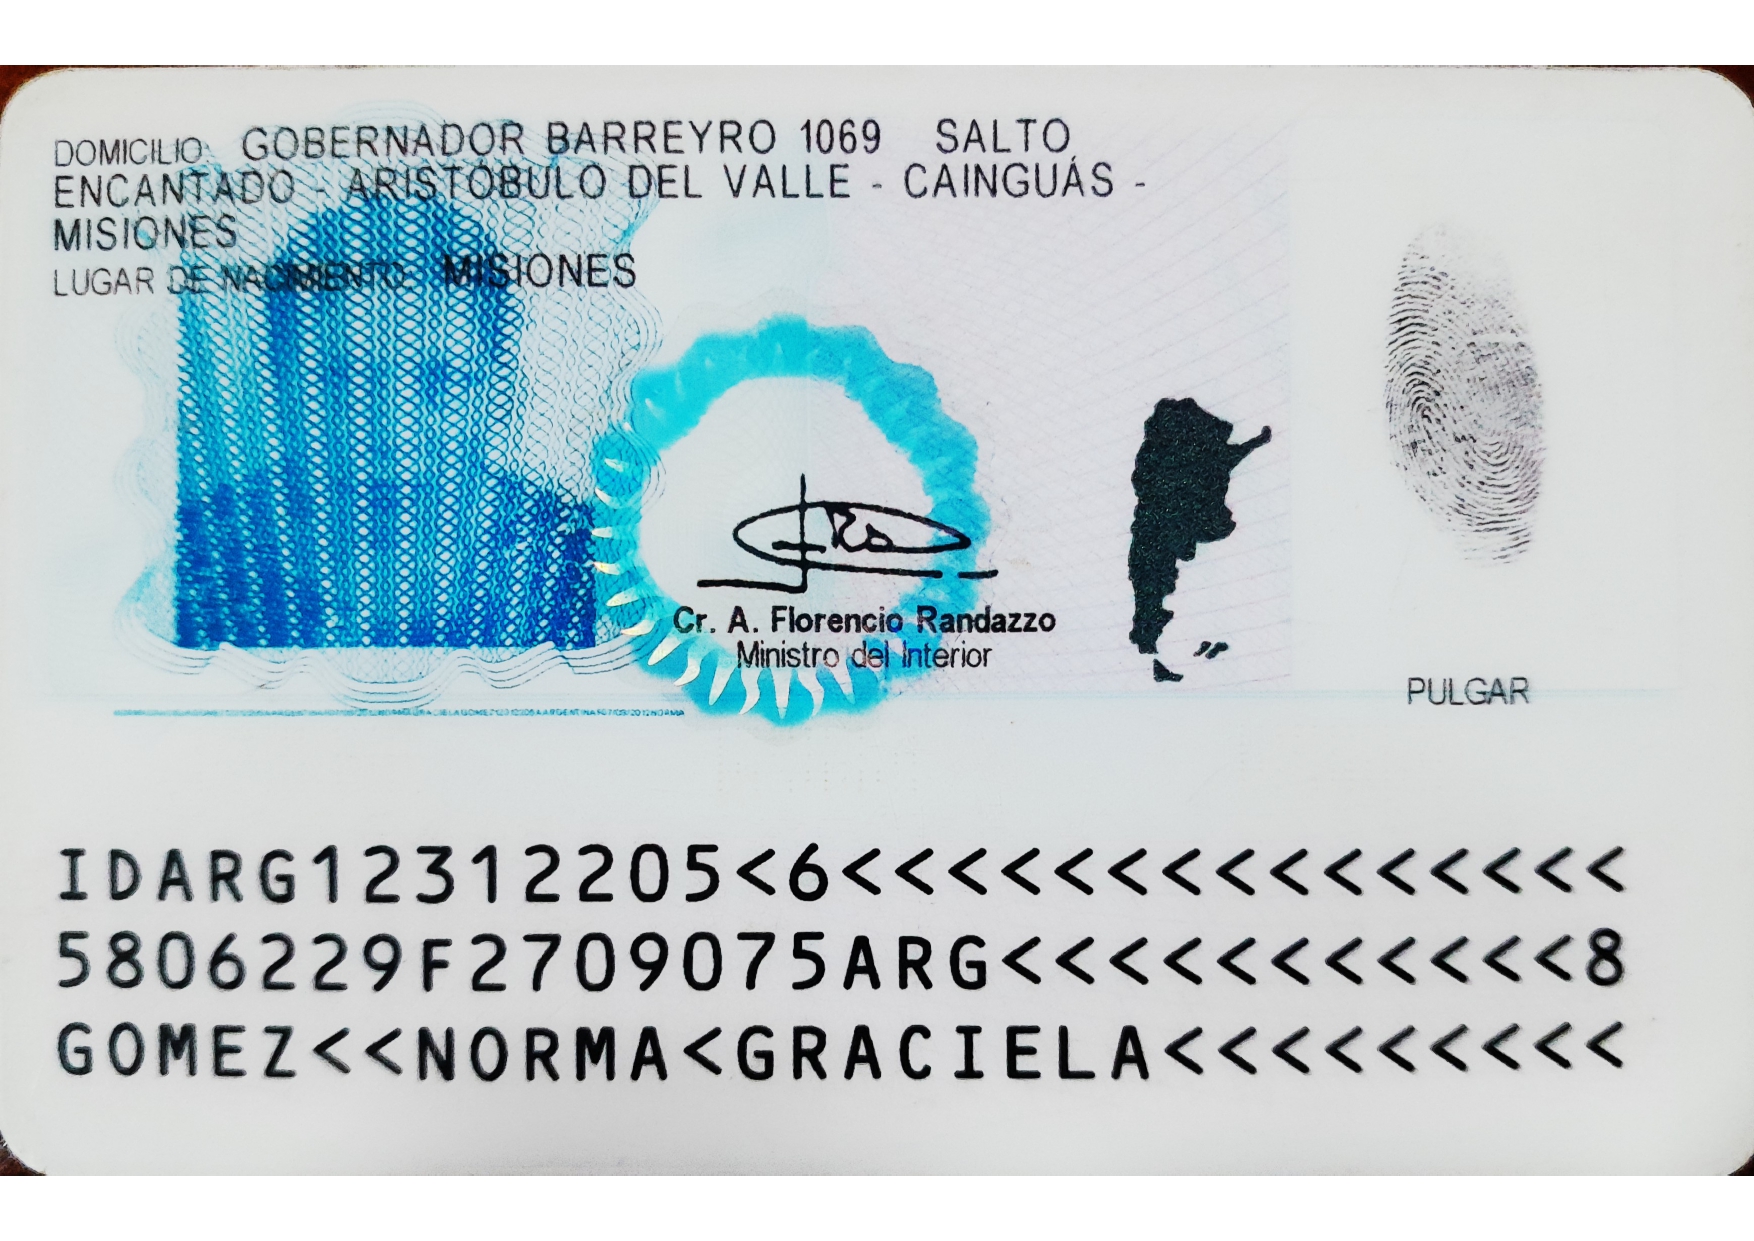 DOMICILIO: GOBERNADOR BARREYRO 1069 SALTO
ENCANTADO - ARISTÓBULO DEL VALLE - CAINGUÁS -
MISIONES
LUGAR DE NACIMIENTO: MISIONES
Cr. A. Florencio Randazzo
Ministro del Interior
PULGAR
IDARG12312205<6<<<<<<<<<<<<<<<
5806229F2709075ARG<<<<<<<<<<<8
GOMEZ<<NORMA<GRACIELA<<<<<<<<<